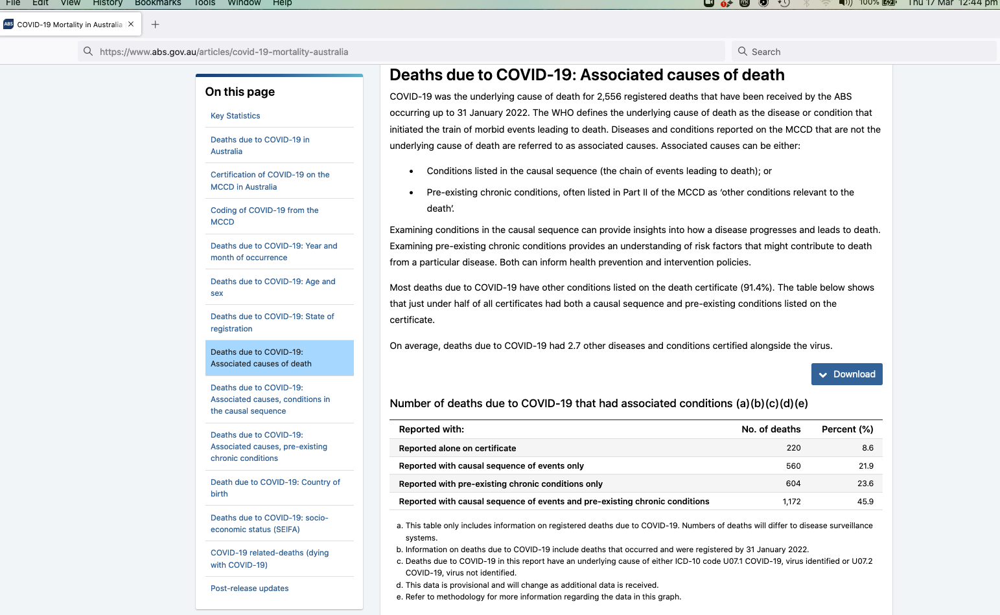 File Edit View History Bookmarks Tools Window Help 100% Thu 17 Mar 12:44 pm
ABS COVID-19 Mortality in Australia
https://www.abs.gov.au/articles/covid-19-mortality-australia Search
On this page
Key Statistics
Deaths due to COVID-19 in
Australia
Certification of COVID-19 on the
MCCD in Australia
Coding of COVID-19 from the
MCCD
Deaths due to COVID-19: Year and
month of occurrence
Deaths due to COVID-19: Age and
sex
Deaths due to COVID-19: State of
registration
Deaths due to COVID-19:
Associated causes of death
Deaths due to COVID-19:
Associated causes, conditions in
the causal sequence
Deaths due to COVID-19:
Associated causes, pre-existing
chronic conditions
Death due to COVID-19: Country of
birth
Deaths due to COVID-19: socio-
economic status (SEIFA)
COVID-19 related-deaths (dying
with COVID-19)
Post-release updates
Deaths due to COVID-19: Associated causes of death
COVID-19 was the underlying cause of death for 2,556 registered deaths that have been received by the ABS
occurring up to 31 January 2022. The WHO defines the underlying cause of death as the disease or condition that
initiated the train of morbid events leading to death. Diseases and conditions reported on the MCCD that are not the
underlying cause of death are referred to as associated causes. Associated causes can be either:
• Conditions listed in the causal sequence (the chain of events leading to death); or
• Pre-existing chronic conditions, often listed in Part II of the MCCD as ‘other conditions relevant to the
death’.
Examining conditions in the causal sequence can provide insights into how a disease progresses and leads to death.
Examining pre-existing chronic conditions provides an understanding of risk factors that might contribute to death
from a particular disease. Both can inform health prevention and intervention policies.
Most deaths due to COVID-19 have other conditions listed on the death certificate (91.4%). The table below shows
that just under half of all certificates had both a causal sequence and pre-existing conditions listed on the
certificate.
On average, deaths due to COVID-19 had 2.7 other diseases and conditions certified alongside the virus.
Download
Number of deaths due to COVID-19 that had associated conditions (a)(b)(c)(d)(e)
Reported with: No. of deaths Percent (%)
Reported alone on certificate 220 8.6
Reported with causal sequence of events only 560 21.9
Reported with pre-existing chronic conditions only 604 23.6
Reported with causal sequence of events and pre-existing chronic conditions 1,172 45.9
a. This table only includes information on registered deaths due to COVID-19. Numbers of deaths will differ to disease surveillance
systems.
b. Information on deaths due to COVID-19 include deaths that occurred and were registered by 31 January 2022.
c. Deaths due to COVID-19 in this report have an underlying cause of either ICD-10 code U07.1 COVID-19, virus identified or U07.2
COVID-19, virus not identified.
d. This data is provisional and will change as additional data is received.
e. Refer to methodology for more information regarding the data in this graph.